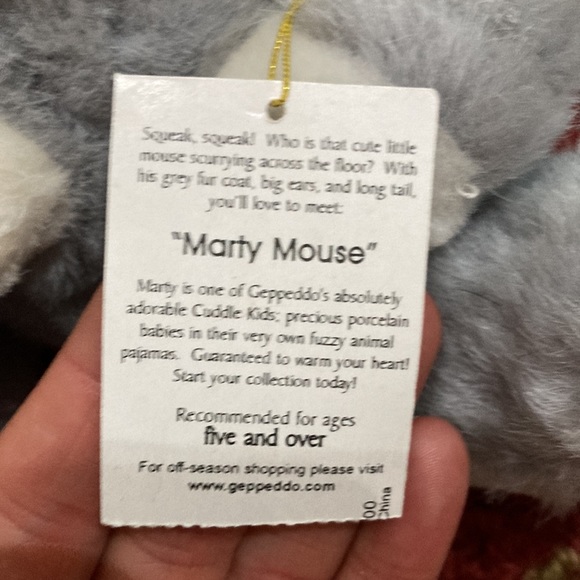 Squeak, squeak! Who is that cute little
mouse scurrying across the floor? With
his grey fur coat, big ears, and long tail,
you'll love to meet:
"Marty Mouse"
Marty is one of Geppeddo's absolutely
adorable Cuddle Kids; precious porcelain
babies in their very own fuzzy animal
pajamas. Guaranteed to warm your heart!
Start your collection today!
Recommended for ages
five and over
For off-season shopping please visit
www.geppeddo.com
00
China